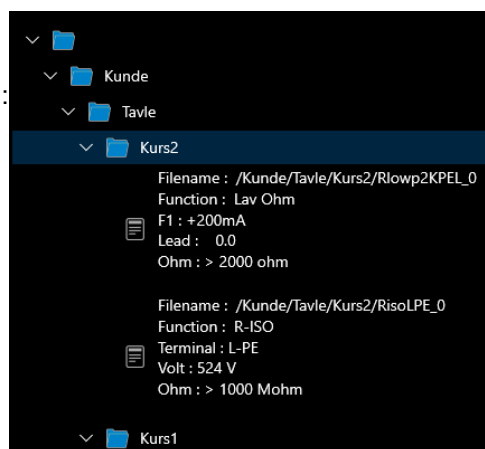 :
Kunde
Tavle
Kurs2
Filename : /Kunde/Tavle/Kurs2/Rlowp2KPEL_0
Function : Lav Ohm
F1 : +200mA
Lead : 0.0
Ohm : > 2000 ohm
Filename : /Kunde/Tavle/Kurs2/RisoLPE_0
Function : R-ISO
Terminal : L-PE
Volt : 524 V
Ohm : > 1000 Mohm
Kurs1